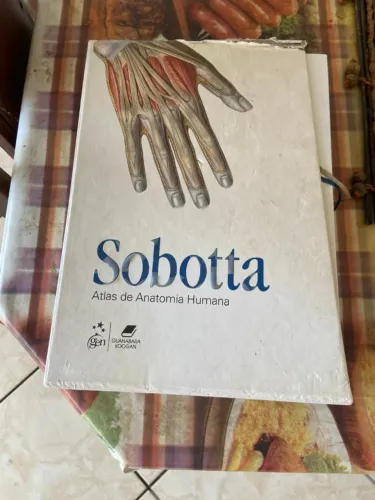 Sobotta
Atlas de Anatomia Humana
gen
GUANABARA
KOOGAN